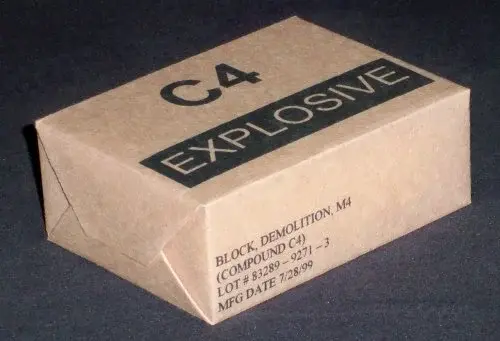 C4
EXPLOSIVE
BLOCK, DEMOLITION, M4
(COMPOUND C4)
LOT # 83289 – 9271 – 3
MFG DATE 7/28/99